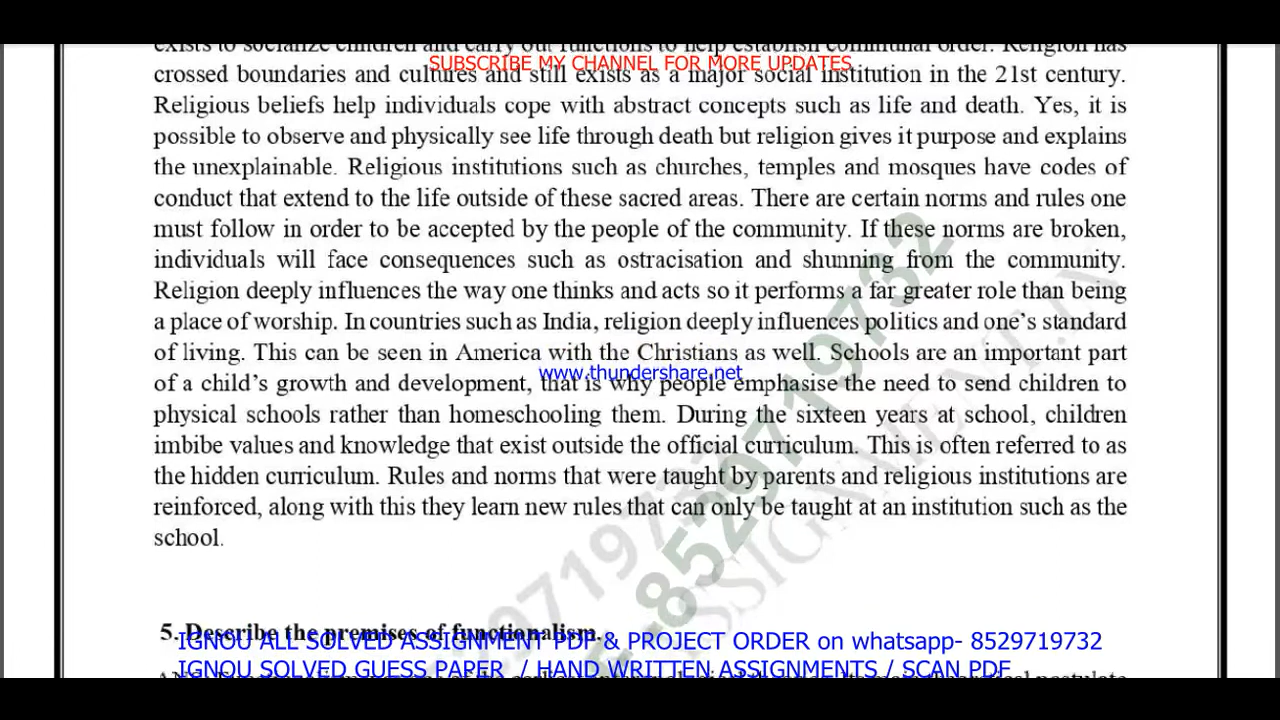 exists to socialize children and carry out functions to help establish communal order. Religion has
SUBSCRIBE MY CHANNEL FOR MORE UPDATES
crossed boundaries and cultures and still exists as a major social institution in the 21st century.
Religious beliefs help individuals cope with abstract concepts such as life and death. Yes, it is
possible to observe and physically see life through death but religion gives it purpose and explains
the unexplainable. Religious institutions such as churches, temples and mosques have codes of
conduct that extend to the life outside of these sacred areas. There are certain norms and rules one
must follow in order to be accepted by the people of the community. If these norms are broken,
individuals will face consequences such as ostracisation and shunning from the community.
Religion deeply influences the way one thinks and acts so it performs a far greater role than being
a place of worship. In countries such as India, religion deeply influences politics and one's standard
of living. This can be seen in America with the Christians as well. Schools are an important part
www.thundershare.net
of a child's growth and development, that is why people emphasise the need to send children to
physical schools rather than homeschooling them. During the sixteen years at school, children
imbibe values and knowledge that exist outside the official curriculum. This is often referred to as
the hidden curriculum. Rules and norms that were taught by parents and religious institutions are
reinforced, along with this they learn new rules that can only be taught at an institution such as the
school.
8529719732
5. Describe the premises of functionalism.
IGNOU ALL SOLVED ASSIGNMENT PDF & PROJECT ORDER on whatsapp- 8529719732
IGNOU SOLVED GUESS PAPER / HAND WRITTEN ASSIGNMENTS / SCAN PDF